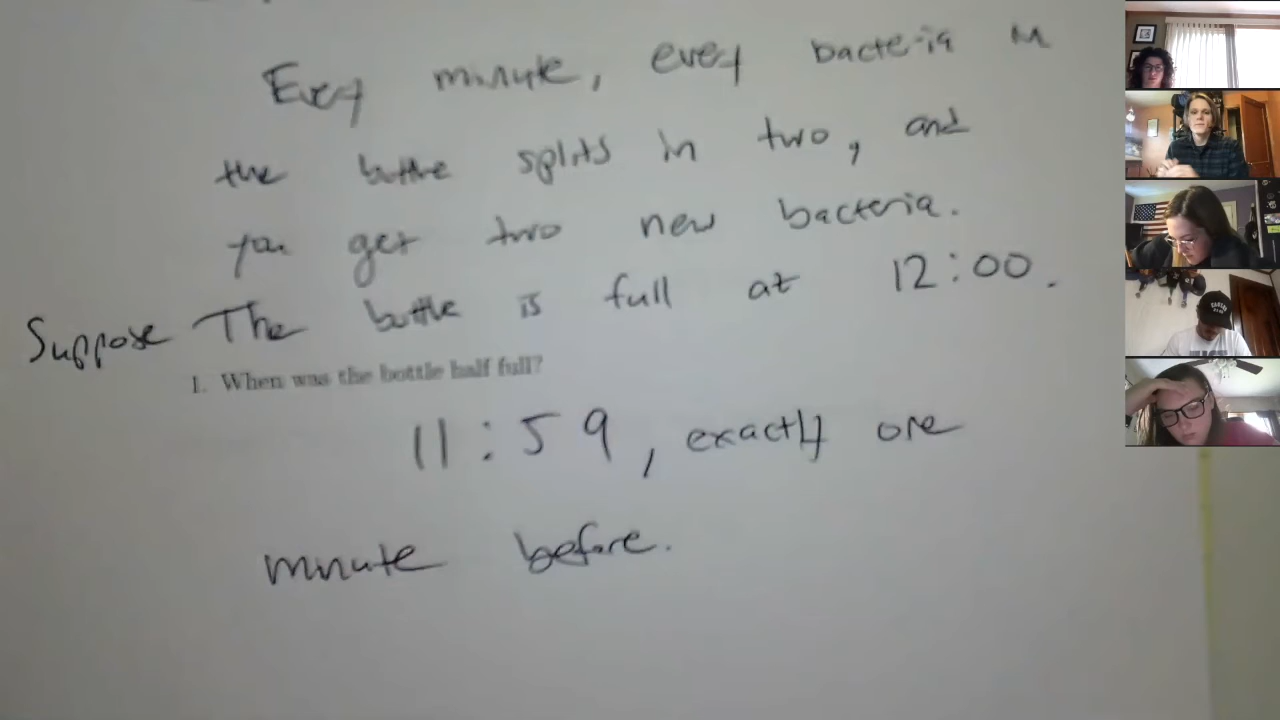 Every minute, every bacteria in
the bottle splits in two, and
you get two new bacteria.
Suppose The bottle is full at 12:00.
1. When was the bottle half full?
11:59, exactly one
minute before.